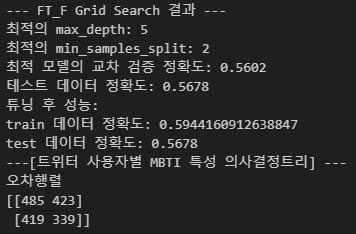 --- FT_F Grid Search 결과 ---
최적의 max_depth: 5
최적의 min_samples_split: 2
최적 모델의 교차 검증 정확도: 0.5602
테스트 데이터 정확도: 0.5678
튜닝 후 성능:
train 데이터 정확도: 0.5944160912638847
test 데이터 정확도: 0.5678
---[트위터 사용자별 MBTI 특성 의사결정트리] ---
오차행렬
[[485 423]
 [419 339]]